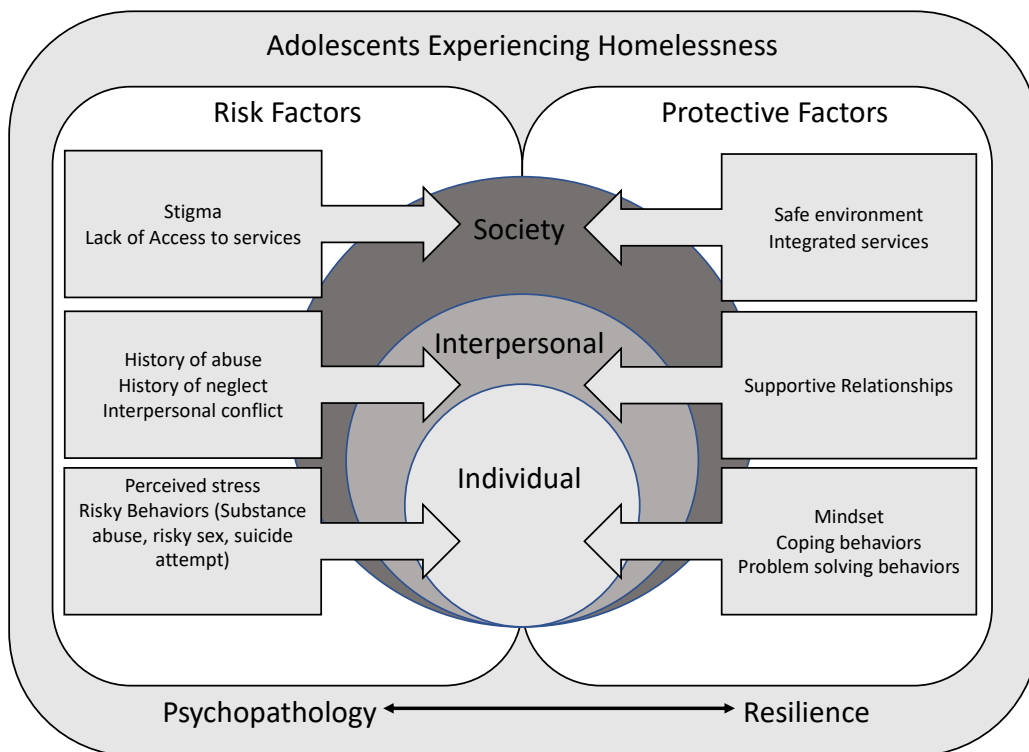 Adolescents Experiencing Homelessness
Risk Factors
Protective Factors
Stigma
Lack of Access to services
Society
Safe environment
Integrated services
History of abuse
History of neglect
Interpersonal conflict
Interpersonal
Supportive Relationships
Perceived stress
Risky Behaviors (Substance
abuse, risky sex, suicide
attempt)
Individual
Mindset
Coping behaviors
Problem solving behaviors
Psychopathology
Resilience